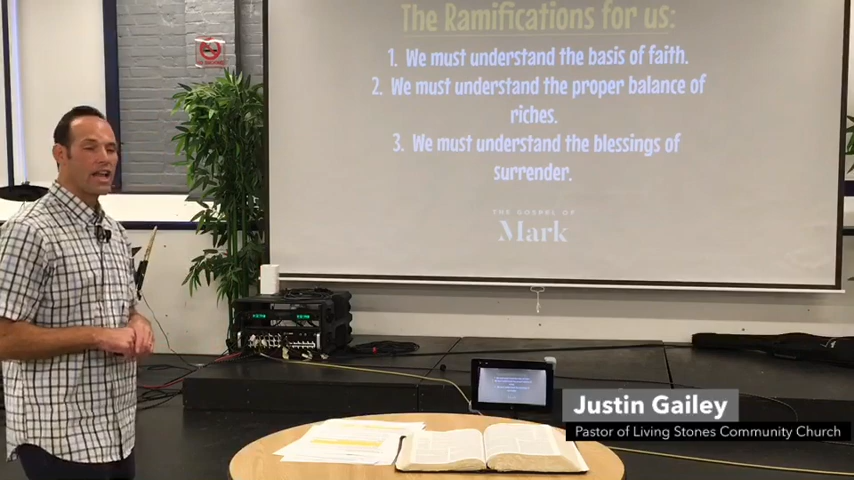 The Ramifications for us:
1. We must understand the basis of faith.
2. We must understand the proper balance of
riches.
3. We must understand the blessings of
surrender.
THE GOSPEL OF
Mark
Justin Gailey
Pastor of Living Stones Community Church